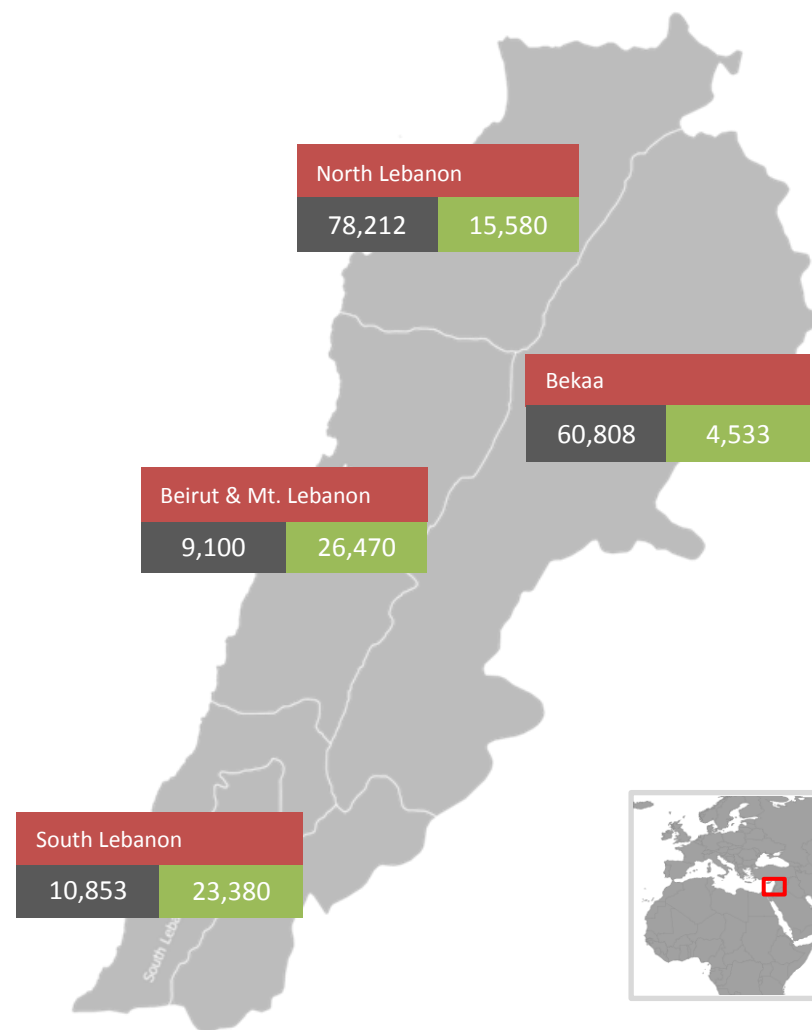 North Lebanon
78,212 15,580
Bekaa
60,808 4,533
Beirut & Mt. Lebanon
9,100 26,470
South Lebanon
10,853 23,380
South